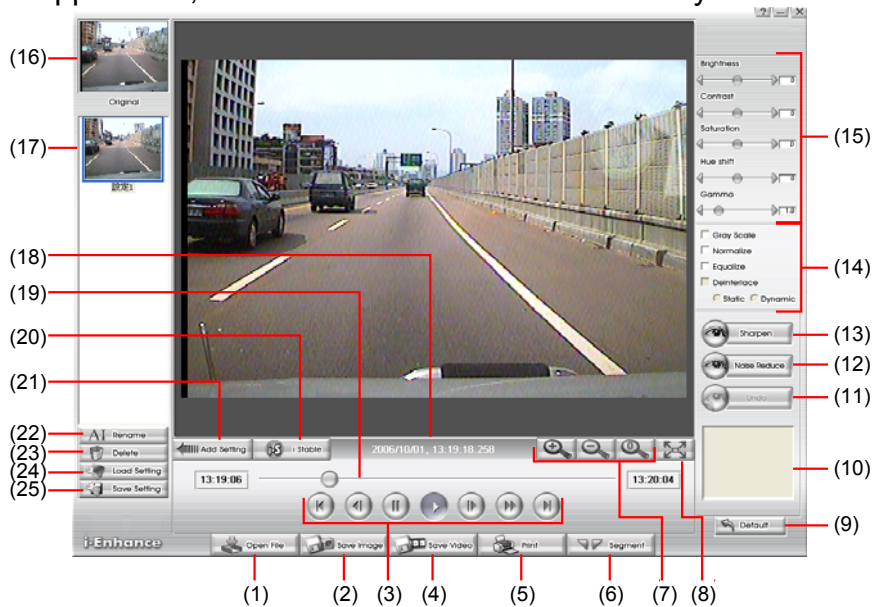 (16)
Original
(17)
設定1
(18)
(19)
(20)
(21)
(22)
(23)
(24)
(25)
Rename
Delete
Load Setting
Save Setting
Add Setting
i Stable
2006/10/01, 13:19.18.258
13:19:06
13:20:04
i-Enhance
Open File
Save Image
Save Video
Print
Segment
(1)
(2)
(3)
(4)
(5)
(6)
(7)
(8)
Brightness
0
Contrast
0
Saturation
0
Hue shift
0
Gamma
1.0
(15)
Gray Scale
Normalize
Equalize
Deinterlace
Static Dynamic
(14)
Sharpen
(13)
Noise Reduce
(12)
Undo
(11)
(10)
Default
(9)